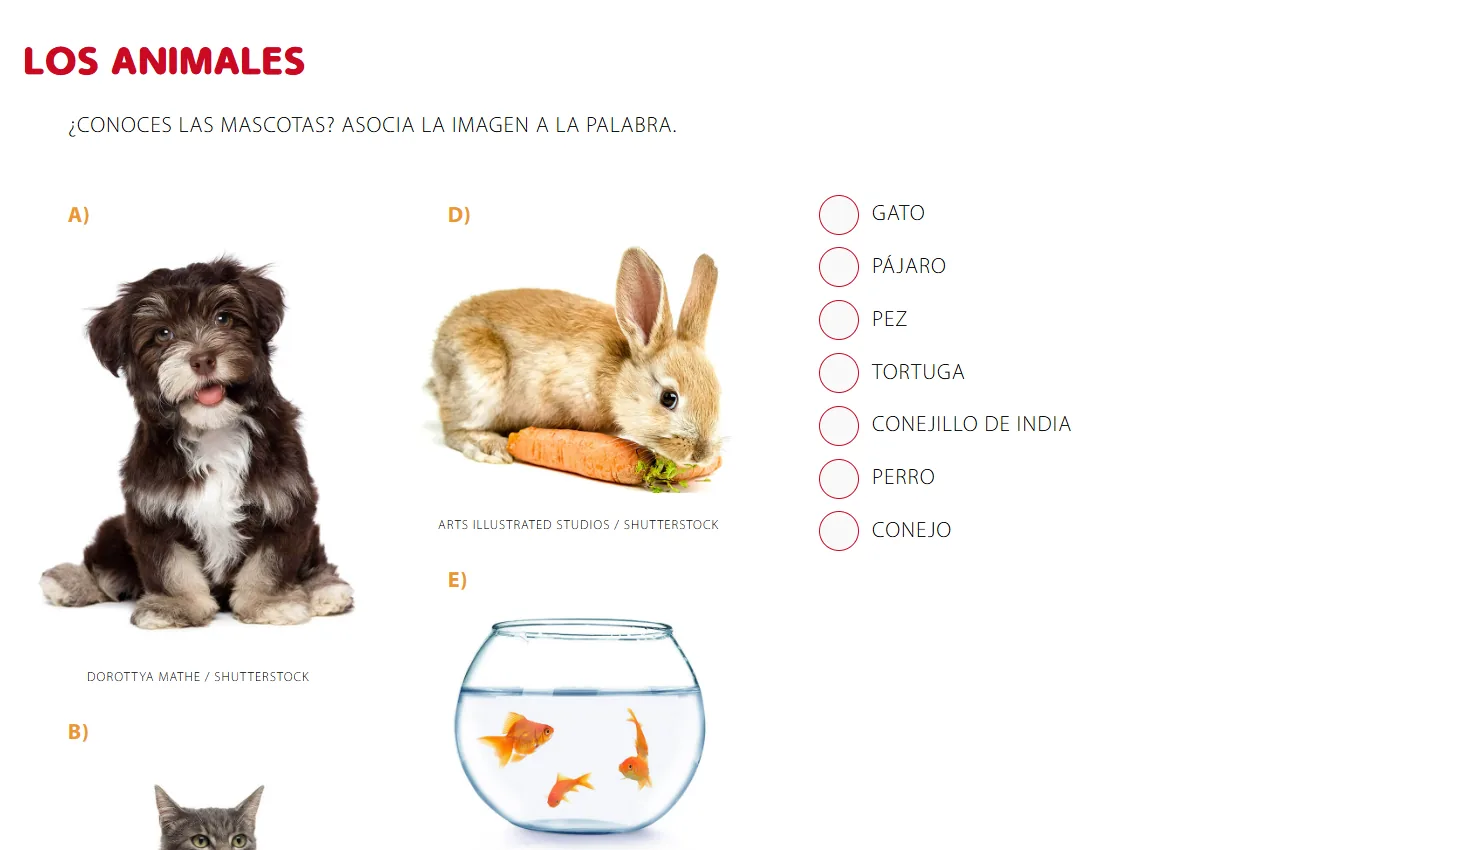 LOS ANIMALES
¿CONOCES LAS MASCOTAS? ASOCIA LA IMAGEN A LA PALABRA.
A)
DOROTTYA MATHE / SHUTTERSTOCK
B)
D)
ARTS ILLUSTRATED STUDIOS / SHUTTERSTOCK
E)
GATO
PÁJARO
PEZ
TORTUGA
CONEJILLO DE INDIA
PERRO
CONEJO